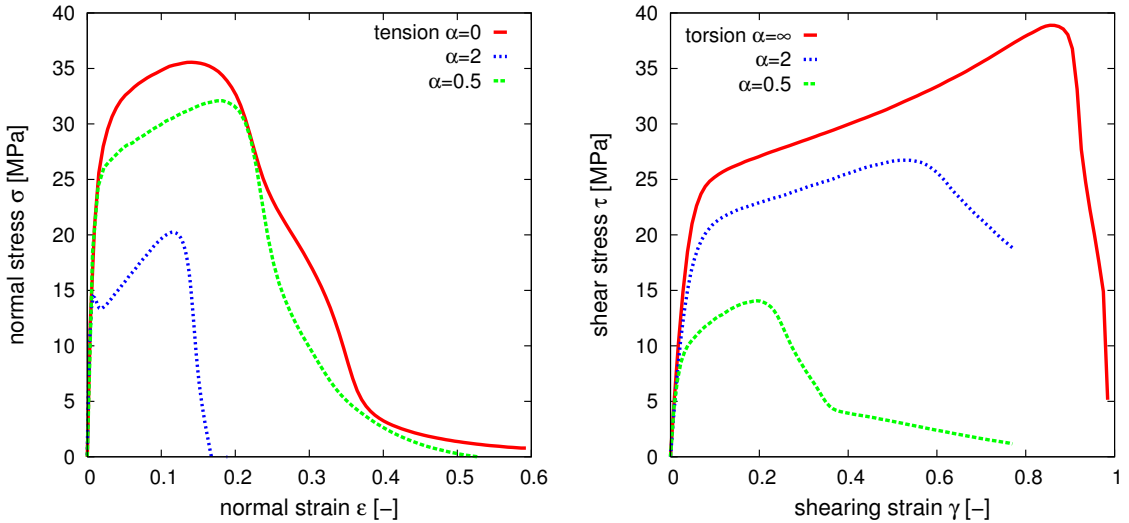 normal stress σ [MPa]
40
35
30
25
20
15
10
5
0
0 0.1 0.2 0.3 0.4 0.5 0.6
normal strain ε [–]
tension α=0
α=2
α=0.5
shear stress τ [MPa]
40
35
30
25
20
15
10
5
0
0 0.2 0.4 0.6 0.8 1
shearing strain γ [–]
torsion α=∞
α=2
α=0.5